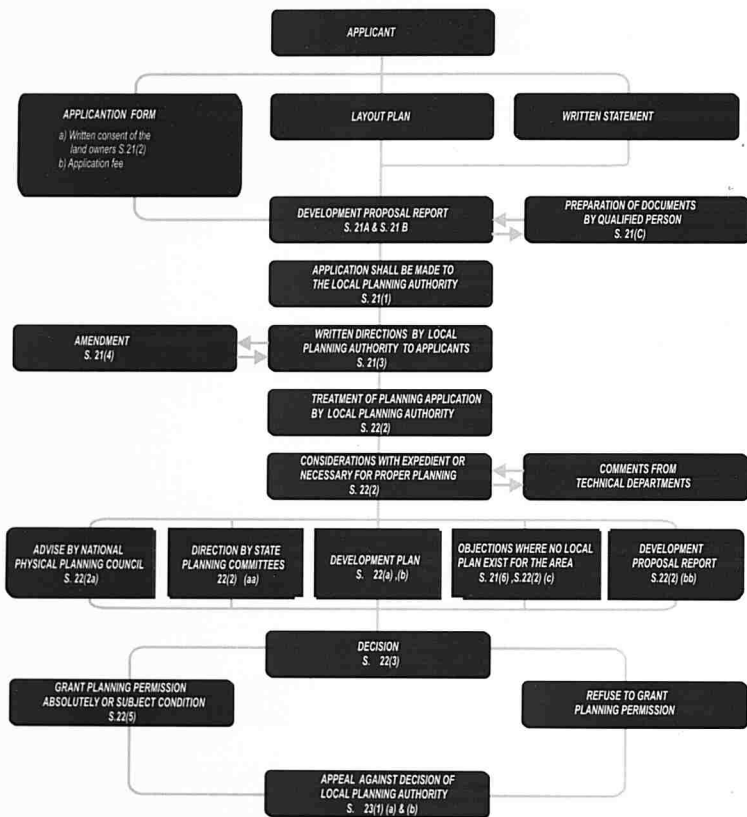 APPLICANT
APPLICANTION FORM
a) Written consent of the
land owners S.21(2)
b) Application fee
LAYOUT PLAN
WRITTEN STATEMENT
DEVELOPMENT PROPOSAL REPORT
S. 21A & S. 21 B
PREPARATION OF DOCUMENTS
BY QUALIFIED PERSON
S. 21(C)
APPLICATION SHALL BE MADE TO
THE LOCAL PLANNING AUTHORITY
S. 21(1)
AMENDMENT
S. 21(4)
WRITTEN DIRECTIONS BY LOCAL
PLANNING AUTHORITY TO APPLICANTS
S. 21(3)
TREATMENT OF PLANNING APPLICATION
BY LOCAL PLANNING AUTHORITY
S. 22(2)
CONSIDERATIONS WITH EXPEDIENT OR
NECESSARY FOR PROPER PLANNING
S. 22(2)
COMMENTS FROM
TECHNICAL DEPARTMENTS
ADVISE BY NATIONAL
PHYSICAL PLANNING COUNCIL
S. 22(2a)
DIRECTION BY STATE
PLANNING COMMITTEES
22(2) (aa)
DEVELOPMENT PLAN
S. 22(a) ,(b)
OBJECTIONS WHERE NO LOCAL
PLAN EXIST FOR THE AREA
S. 21(6) ,S.22(2) (c)
DEVELOPMENT
PROPOSAL REPORT
S.22(2) (bb)
DECISION
S. 22(3)
GRANT PLANNING PERMISSION
ABSOLUTELY OR SUBJECT CONDITION
S.22(5)
REFUSE TO GRANT
PLANNING PERMISSION
APPEAL AGAINST DECISION OF
LOCAL PLANNING AUTHORITY
S. 23(1) (a) & (b)